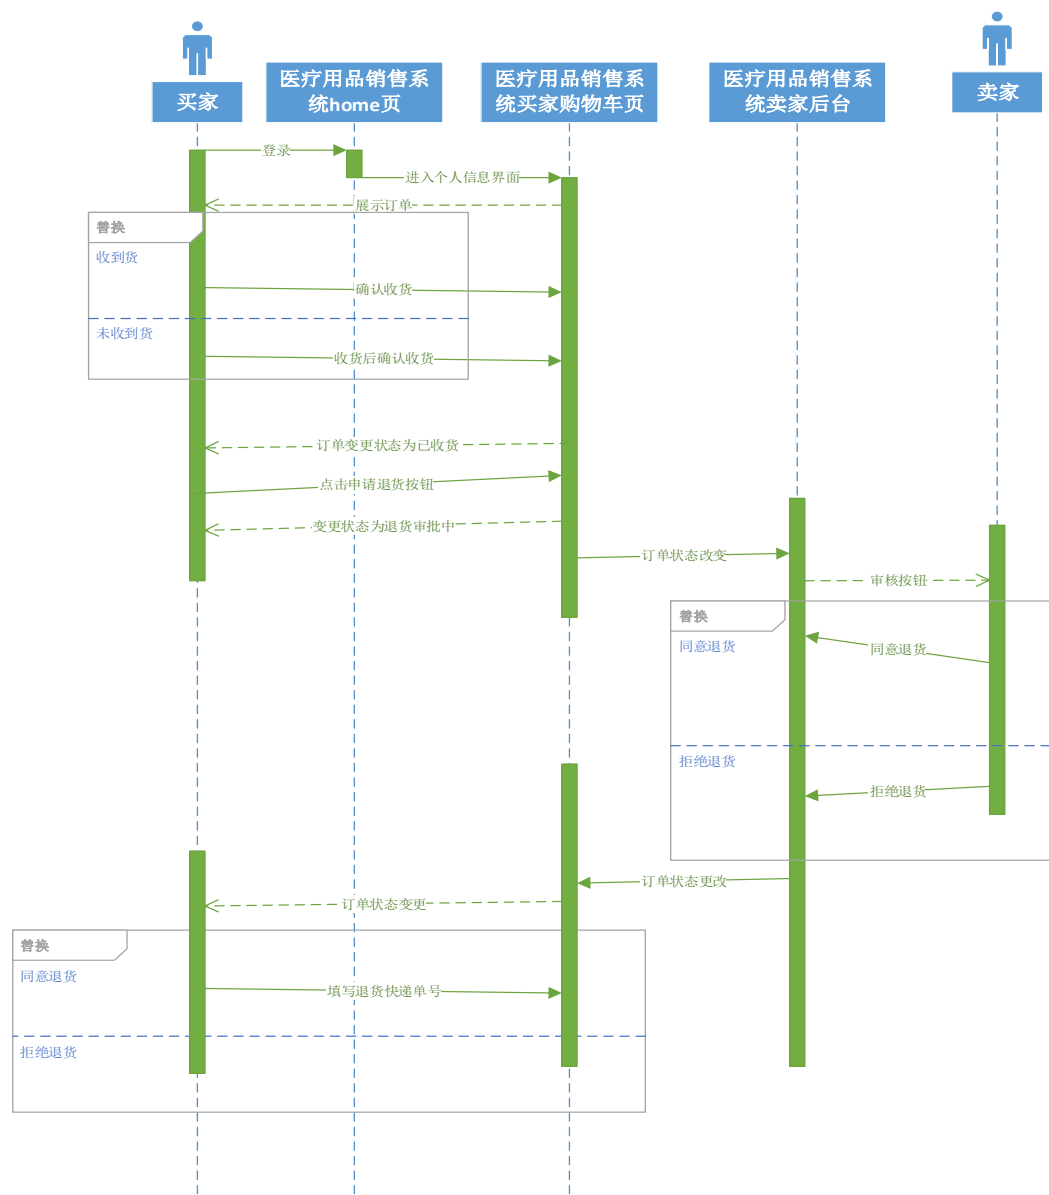 买家
医疗用品销售系
统home页
医疗用品销售系
统买家购物车页
医疗用品销售系
统卖家后台
卖家
登录
进入个人信息界面
展示订单
替换
收到货
确认收货
未收到货
收货后确认收货
订单变更状态为已收货
点击申请退货按钮
变更状态为退货审批中
订单状态改变
审核按钮
替换
同意退货
同意退货
拒绝退货
拒绝退货
订单状态更改
订单状态变更
替换
同意退货
填写退货快递单号
拒绝退货